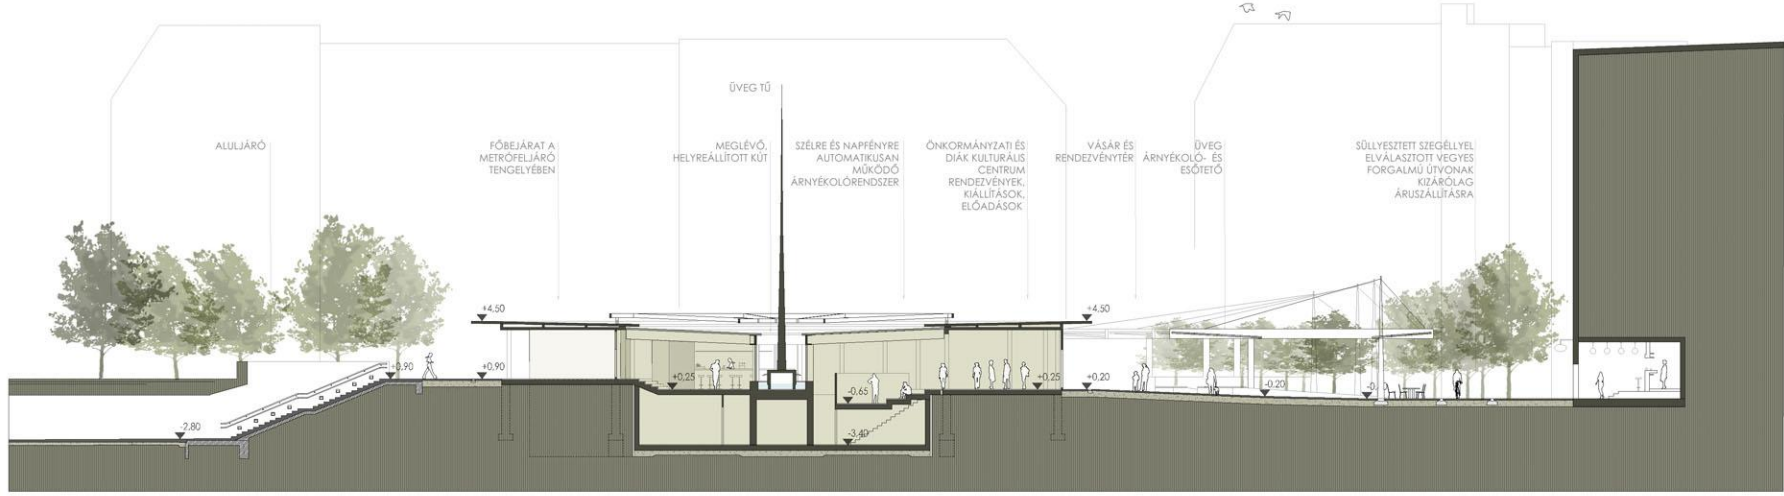 ÜVEG TŰ
ALULJÁRÓ
FŐBEJÁRAT A
METRÓFELJÁRÓ
TENGELYÉBEN
MEGLÉVŐ,
HELYREÁLLÍTOTT KÚT
SZÉLRE ÉS NAPFÉNYRE
AUTOMATIKUSAN
MŰKÖDŐ
ÁRNYÉKOLÓRENDSZER
ÖNKORMÁNYZATI ÉS
DIÁK KULTURÁLIS
CENTRUM
RENDEZVÉNYEK,
KIÁLLÍTÁSOK,
ELŐADÁSOK
VÁSÁR ÉS
RENDEZVÉNYTÉR
ÜVEG
ÁRNYÉKOLÓ- ÉS
ESŐTETŐ
SÜLLYESZTETT SZEGÉLLYEL
ELVÁLASZTOTT VEGYES
FORGALMÚ ÚTVONAK
KIZÁRÓLAG
ÁRUSZÁLLÍTÁSRA
+4,50
+4,50
+0,90
+0,90
+0,25
-0,65
+0,25
+0,20
-0,20
-2,80
-3,40